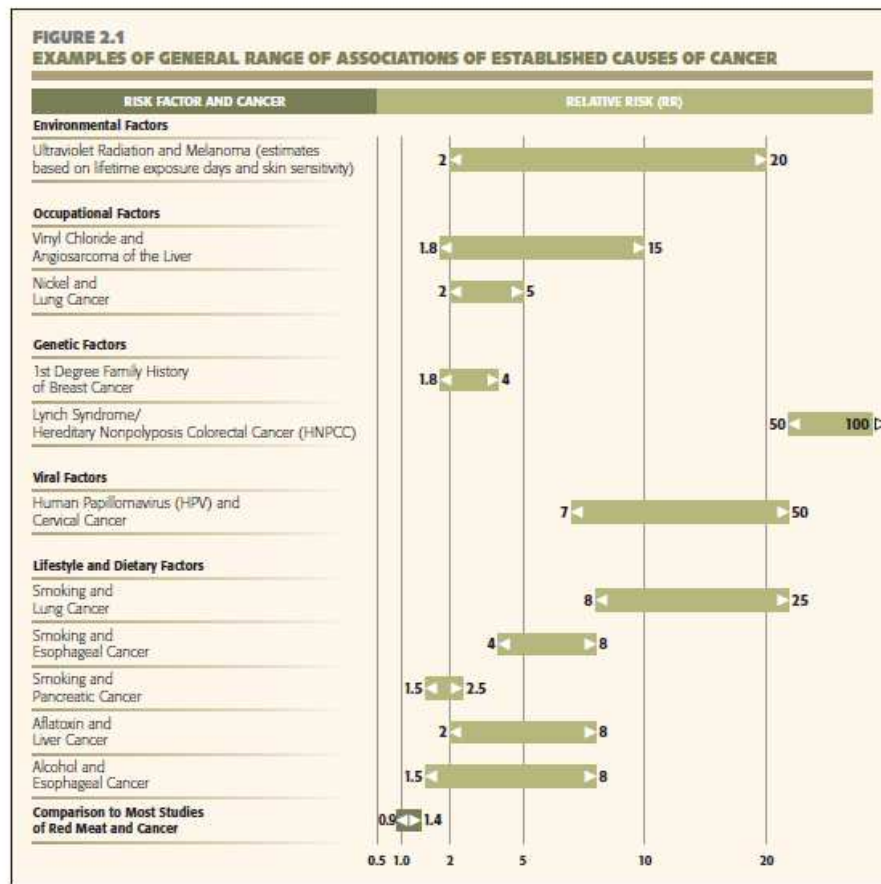 FIGURE 2.1
EXAMPLES OF GENERAL RANGE OF ASSOCIATIONS OF ESTABLISHED CAUSES OF CANCER
RISK FACTOR AND CANCER RELATIVE RISK (RR)
Environmental Factors
Ultraviolet Radiation and Melanoma (estimates
based on lifetime exposure days and skin sensitivity)
2 20
Occupational Factors
Vinyl Chloride and
Angiosarcoma of the Liver
1.8 15
Nickel and
Lung Cancer
2 5
Genetic Factors
1st Degree Family History
of Breast Cancer
1.8 4
Lynch Syndrome/
Hereditary Nonpolyposis Colorectal Cancer (HNPCC)
50 100
Viral Factors
Human Papillomavirus (HPV) and
Cervical Cancer
7 50
Lifestyle and Dietary Factors
Smoking and
Lung Cancer
8 25
Smoking and
Esophageal Cancer
4 8
Smoking and
Pancreatic Cancer
1.5 2.5
Aflatoxin and
Liver Cancer
2 8
Alcohol and
Esophageal Cancer
1.5 8
Comparison to Most Studies
of Red Meat and Cancer
0.9 1.4
0.5 1.0 2 5 10 20